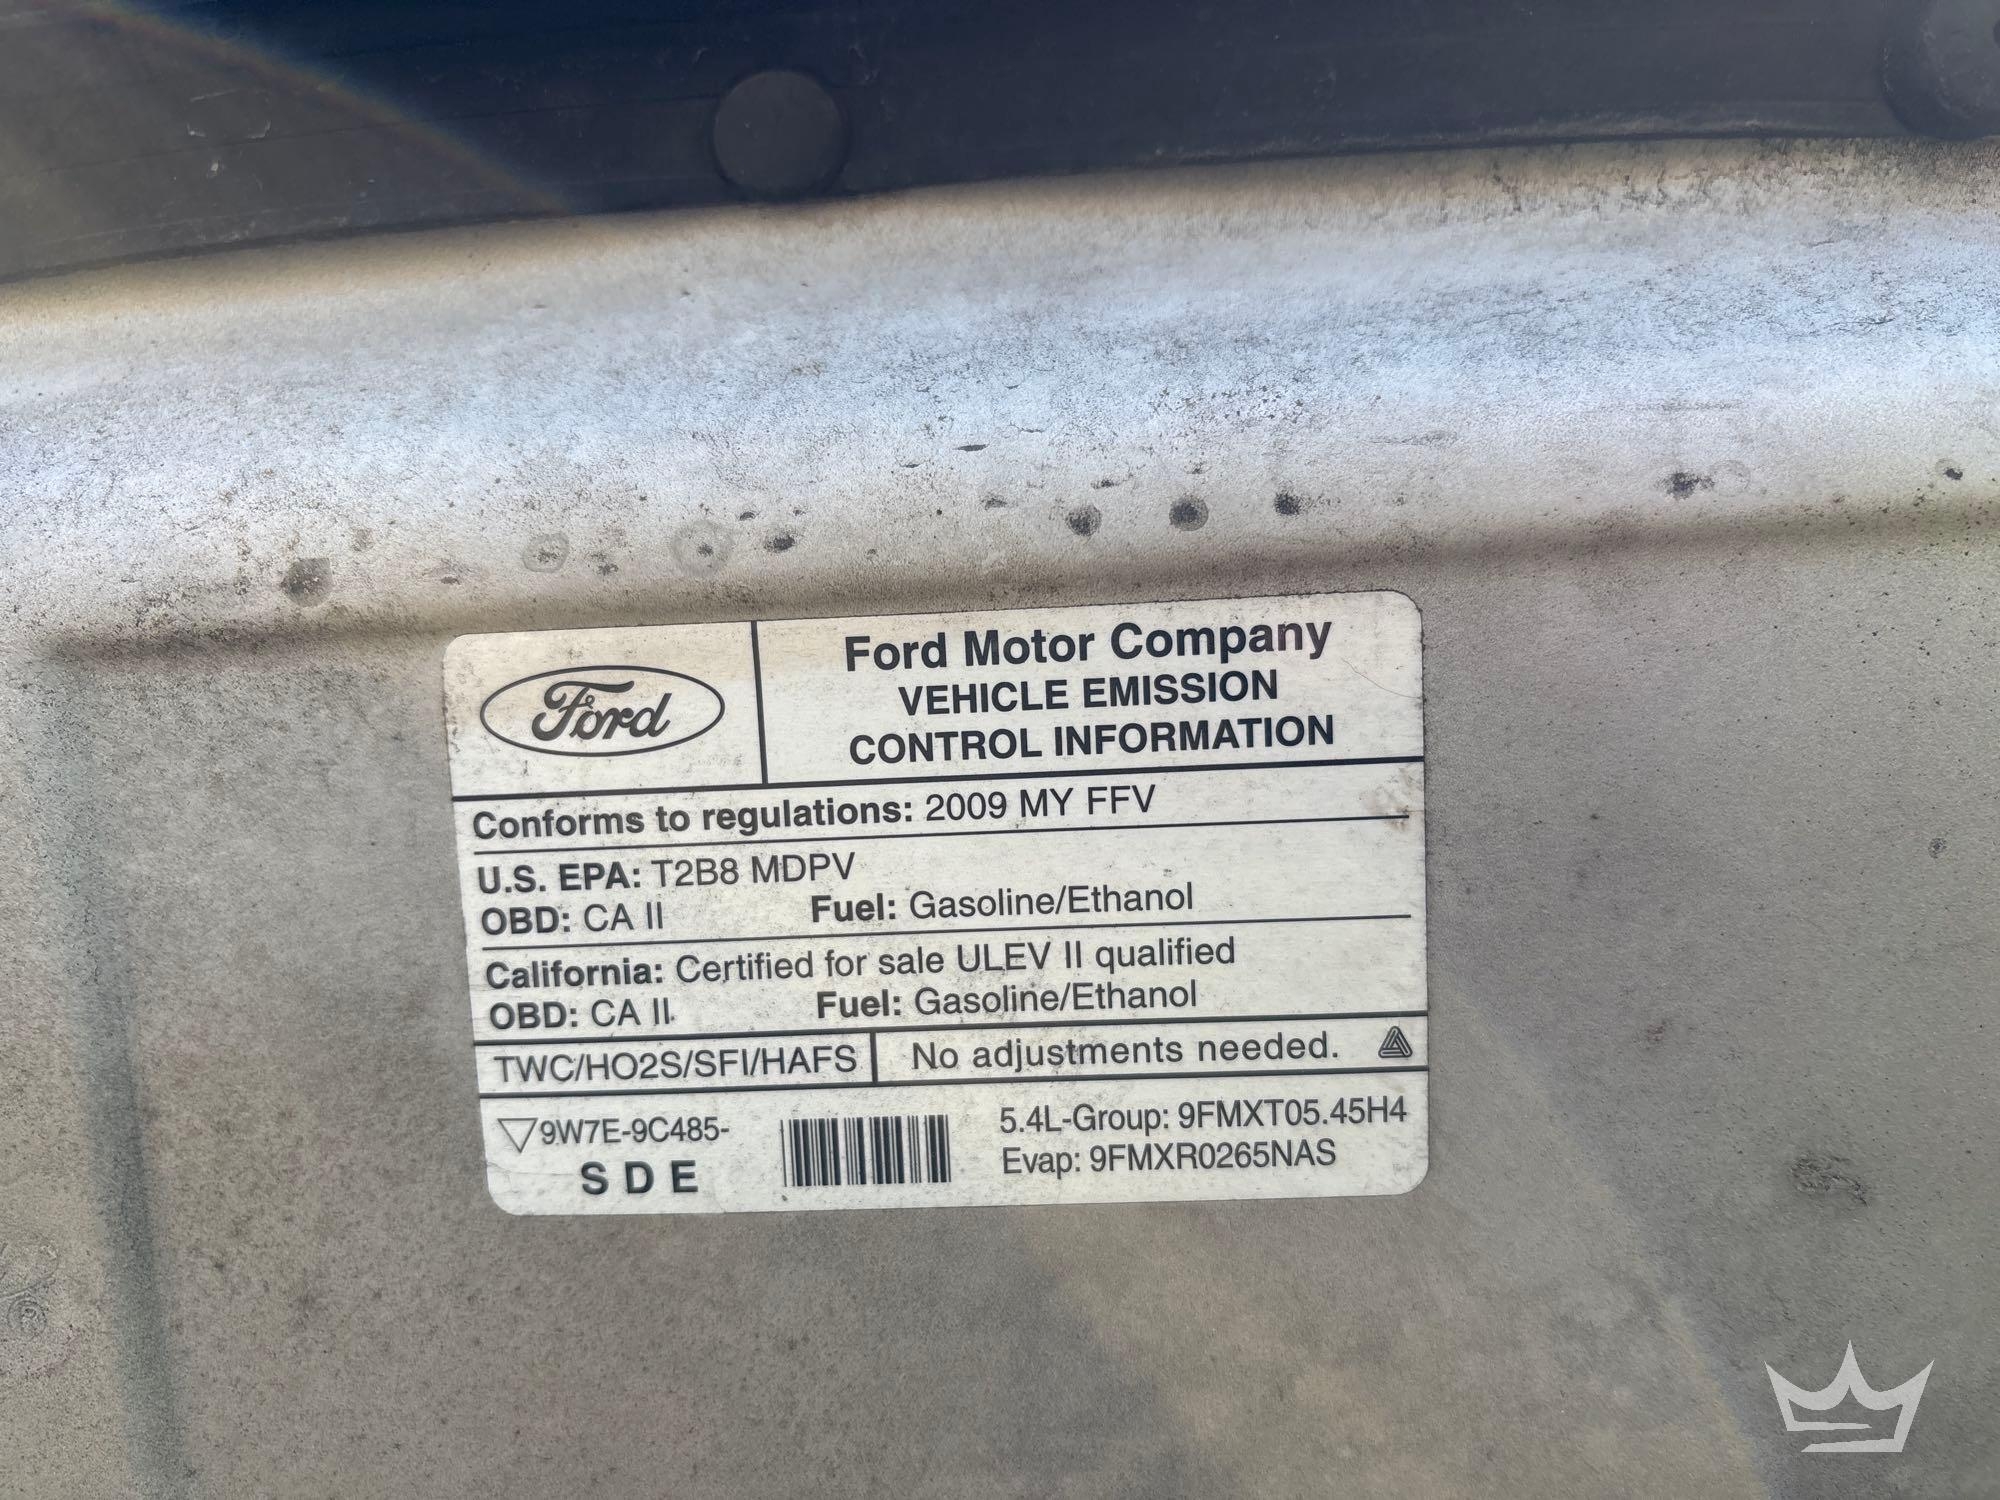 Ford
Ford Motor Company
VEHICLE EMISSION
CONTROL INFORMATION
Conforms to regulations: 2009 MY FFV
U.S. EPA: T2B8 MDPV
OBD: CA II Fuel: Gasoline/Ethanol
California: Certified for sale ULEV II qualified
OBD: CA II Fuel: Gasoline/Ethanol
TWC/HO2S/SFI/HAFS No adjustments needed.
9W7E-9C485-
SDE
5.4L-Group: 9FMXT05.45H4
Evap: 9FMXR0265NAS